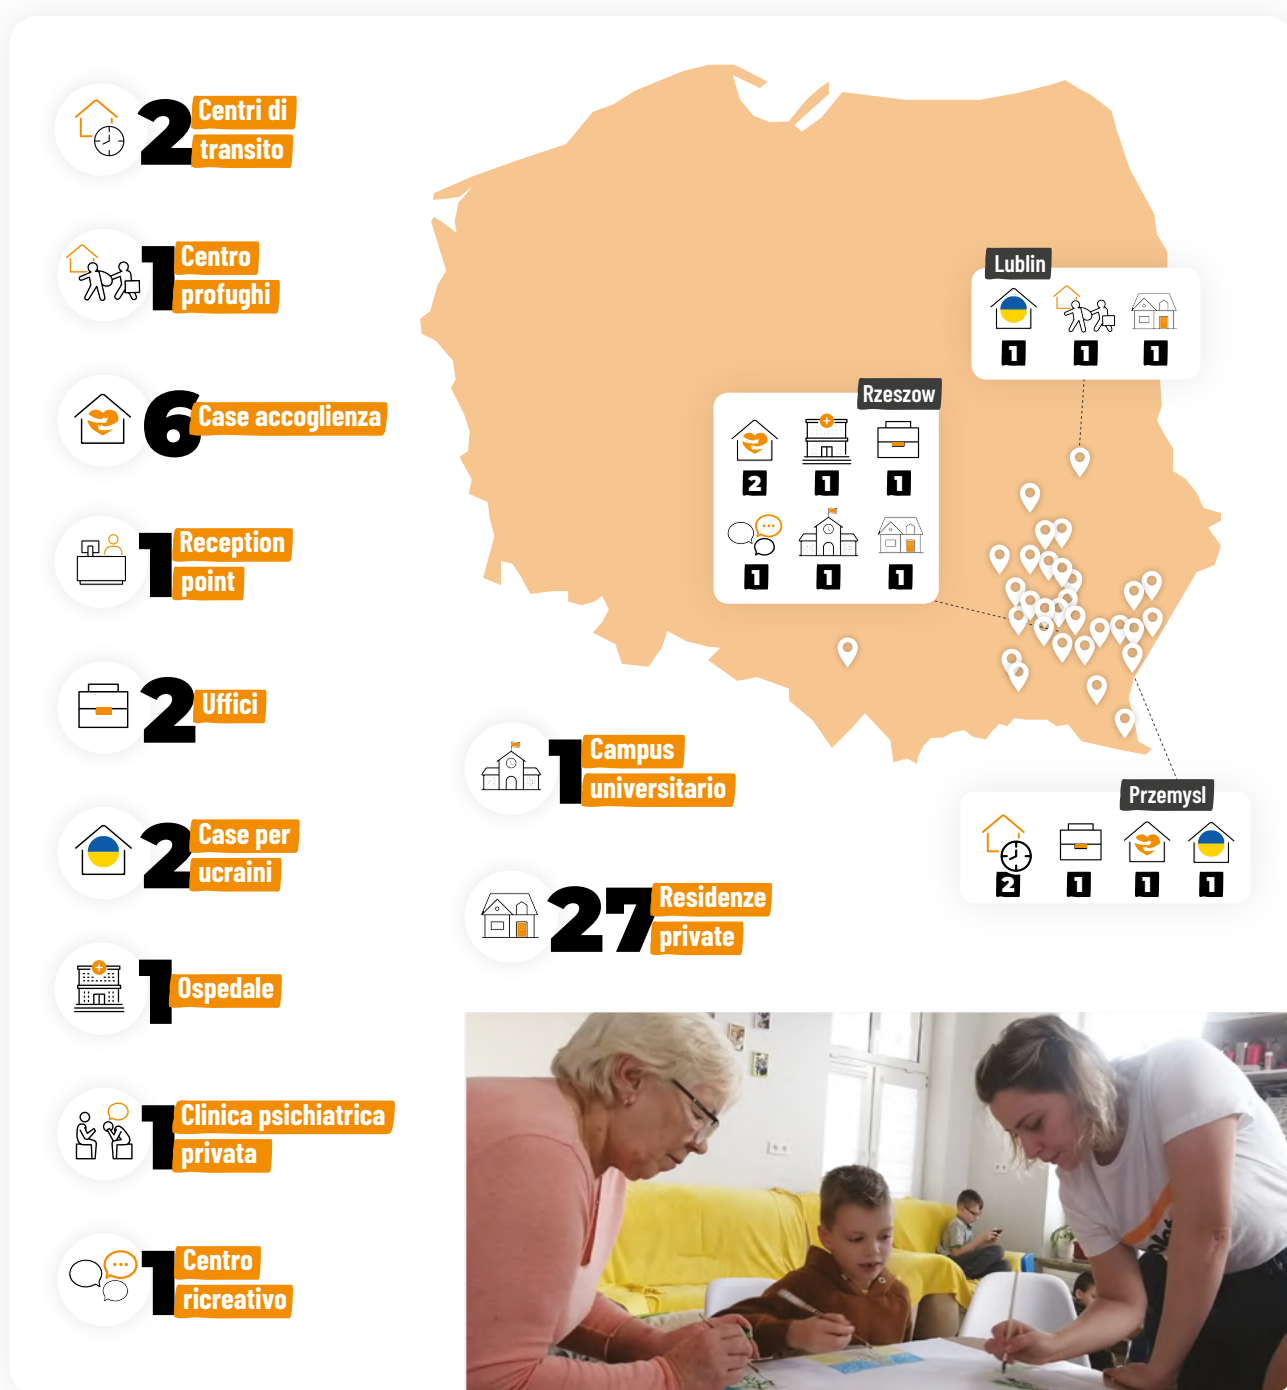 2
Centri di
transito
1
Centro
profughi
6
Case accoglienza
1
Reception
point
2
Uffici
2
Case per
ucraini
1
Ospedale
1
Clinica psichiatrica
privata
1
Centro
ricreativo
1
Campus
universitario
27
Residenze
private
Lublin
1 1 1
Rzeszow
2 1 1
1 1 1
Przemysl
2 1 1 1